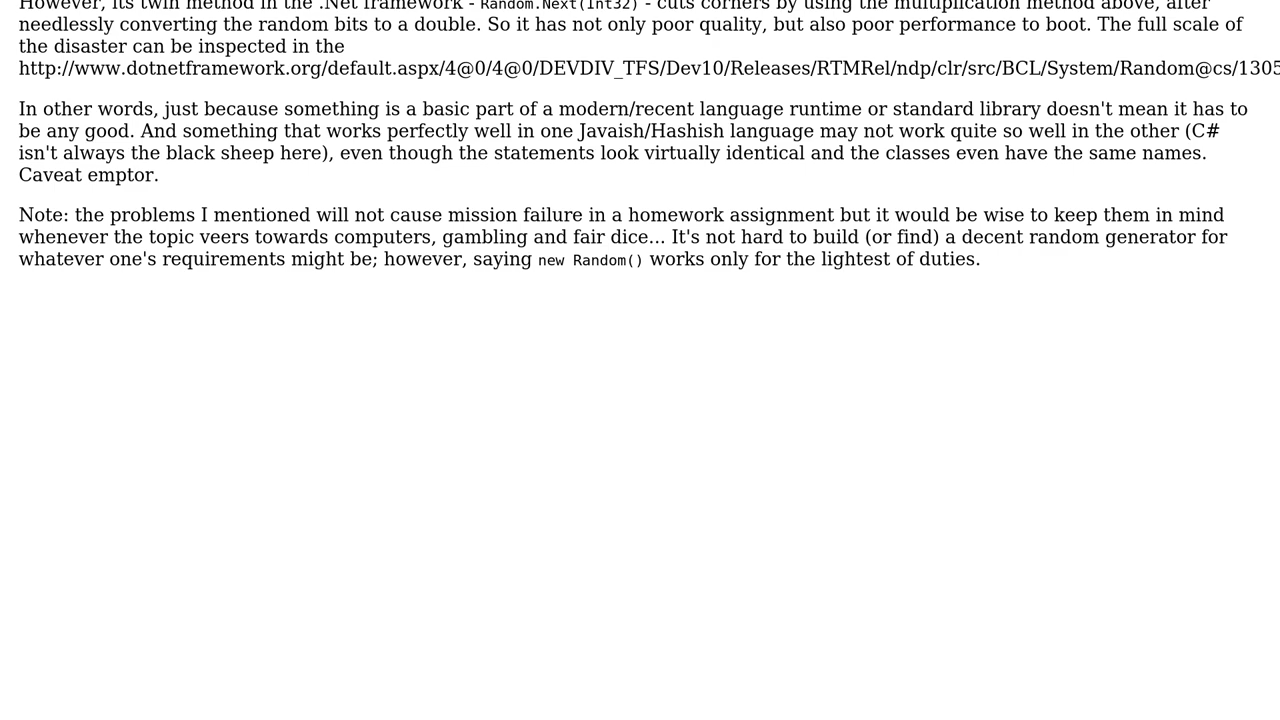 However, its twin method in the .Net framework - Random.Next(Int32) - cuts corners by using the multiplication method above, after
needlessly converting the random bits to a double. So it has not only poor quality, but also poor performance to boot. The full scale of
the disaster can be inspected in the
http://www.dotnetframework.org/default.aspx/4@0/4@0/DEVDIV_TFS/Dev10/Releases/RTMRel/ndp/clr/src/BCL/System/Random@cs/1305
In other words, just because something is a basic part of a modern/recent language runtime or standard library doesn't mean it has to
be any good. And something that works perfectly well in one Javaish/Hashish language may not work quite so well in the other (C#
isn't always the black sheep here), even though the statements look virtually identical and the classes even have the same names.
Caveat emptor.
Note: the problems I mentioned will not cause mission failure in a homework assignment but it would be wise to keep them in mind
whenever the topic veers towards computers, gambling and fair dice... It's not hard to build (or find) a decent random generator for
whatever one's requirements might be; however, saying new Random() works only for the lightest of duties.